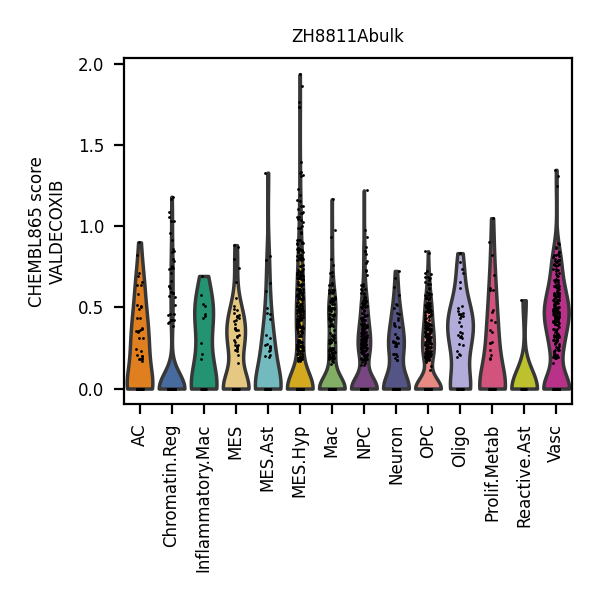 ZH8811Abulk
CHEMBL865 score
VALDECOXIB
2.0
1.5
1.0
0.5
0.0
AC
Chromatin.Reg
Inflammatory.Mac
MES
MES.Ast
MES.Hyp
Mac
NPC
Neuron
OPC
Oligo
Prolif.Metab
Reactive.Ast
Vasc